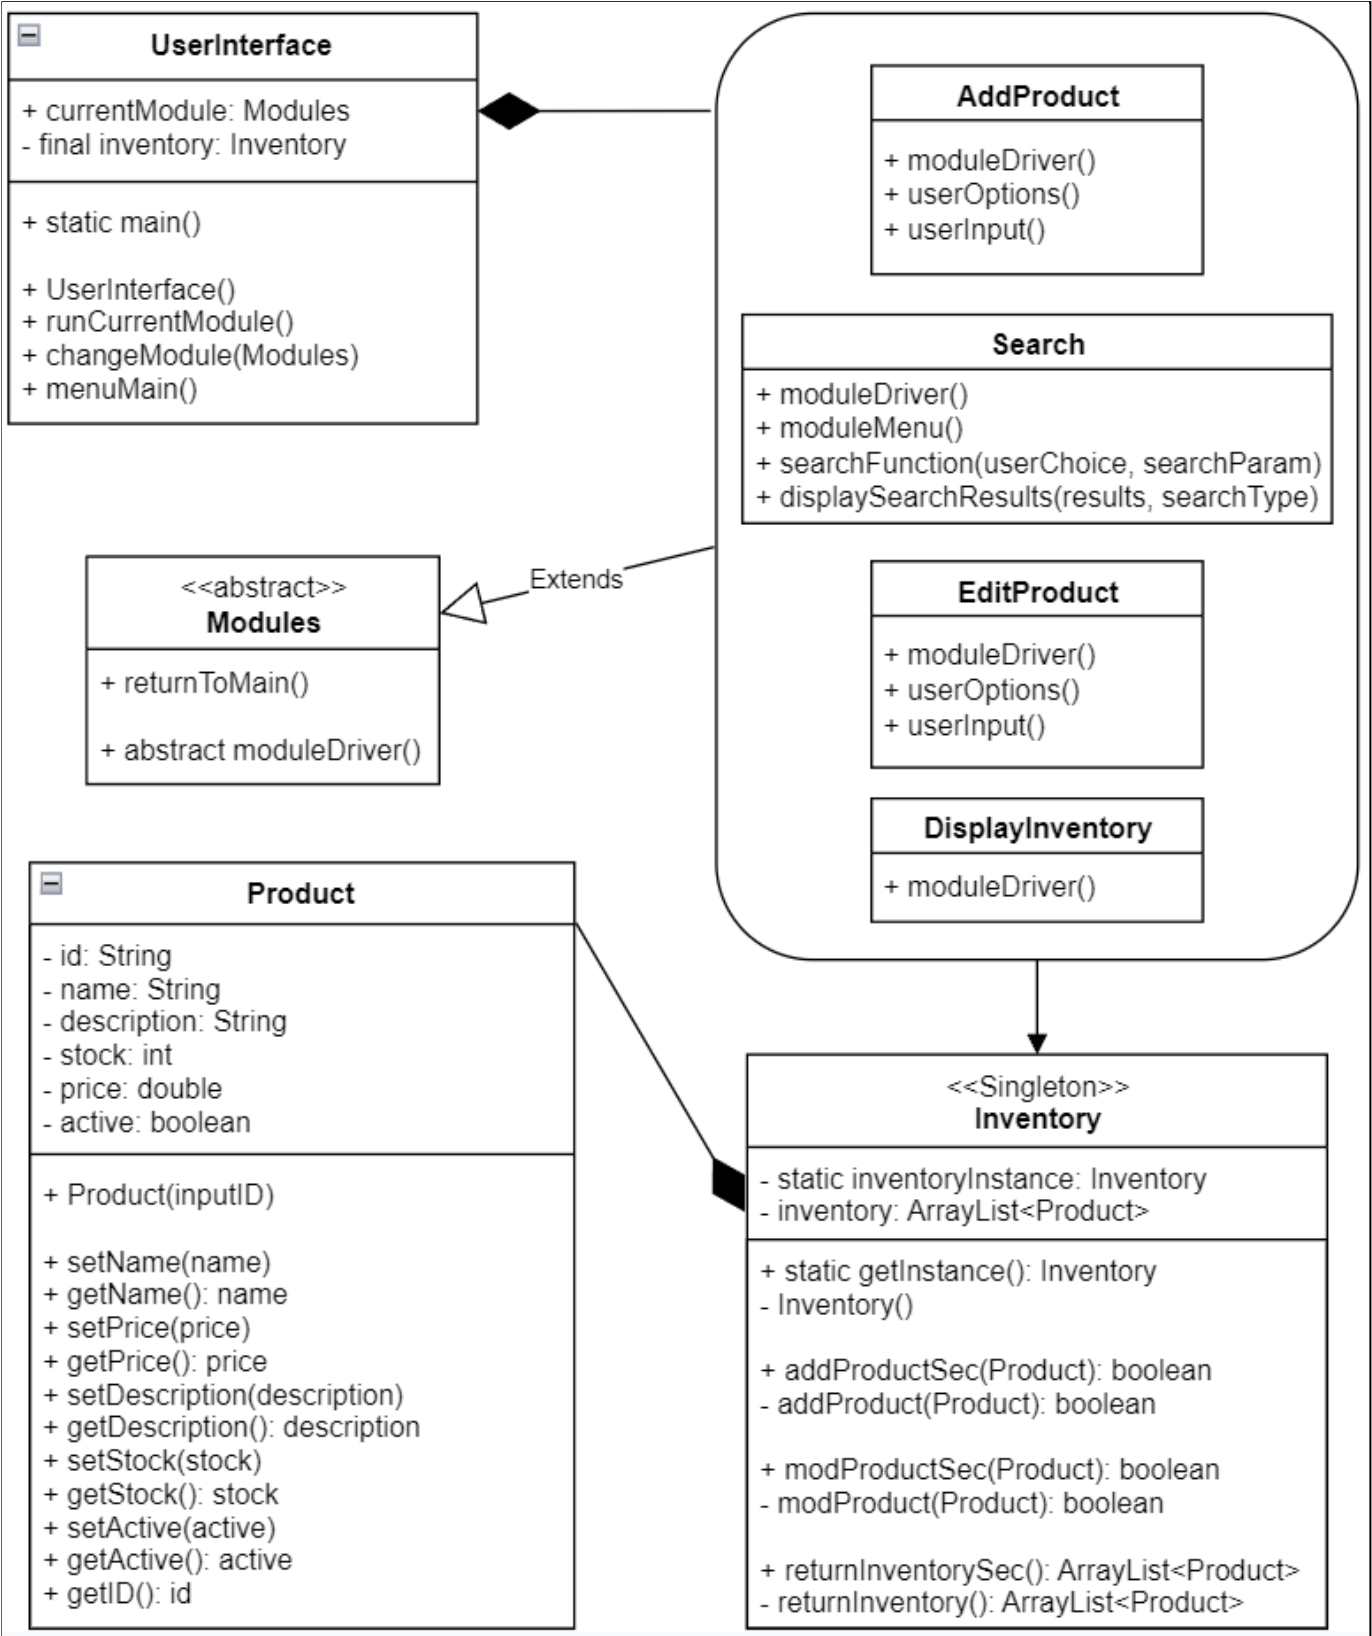 UserInterface
+ currentModule: Modules
- final inventory: Inventory
+ static main()
+ UserInterface()
+ runCurrentModule()
+ changeModule(Modules)
+ menuMain()
AddProduct
+ moduleDriver()
+ userOptions()
+ userInput()
Search
+ moduleDriver()
+ moduleMenu()
+ searchFunction(userChoice, searchParam)
+ displaySearchResults(results, searchType)
Extends
<<abstract>>
Modules
+ returnToMain()
+ abstract moduleDriver()
EditProduct
+ moduleDriver()
+ userOptions()
+ userInput()
DisplayInventory
+ moduleDriver()
Product
- id: String
- name: String
- description: String
- stock: int
- price: double
- active: boolean
+ Product(inputID)
+ setName(name)
+ getName(): name
+ setPrice(price)
+ getPrice(): price
+ setDescription(description)
+ getDescription(): description
+ setStock(stock)
+ getStock(): stock
+ setActive(active)
+ getActive(): active
+ getID(): id
<<Singleton>>
Inventory
- static inventoryInstance: Inventory
- inventory: ArrayList<Product>
+ static getInstance(): Inventory
- Inventory()
+ addProductSec(Product): boolean
- addProduct(Product): boolean
+ modProductSec(Product): boolean
- modProduct(Product): boolean
+ returnInventorySec(): ArrayList<Product>
- returnInventory(): ArrayList<Product>